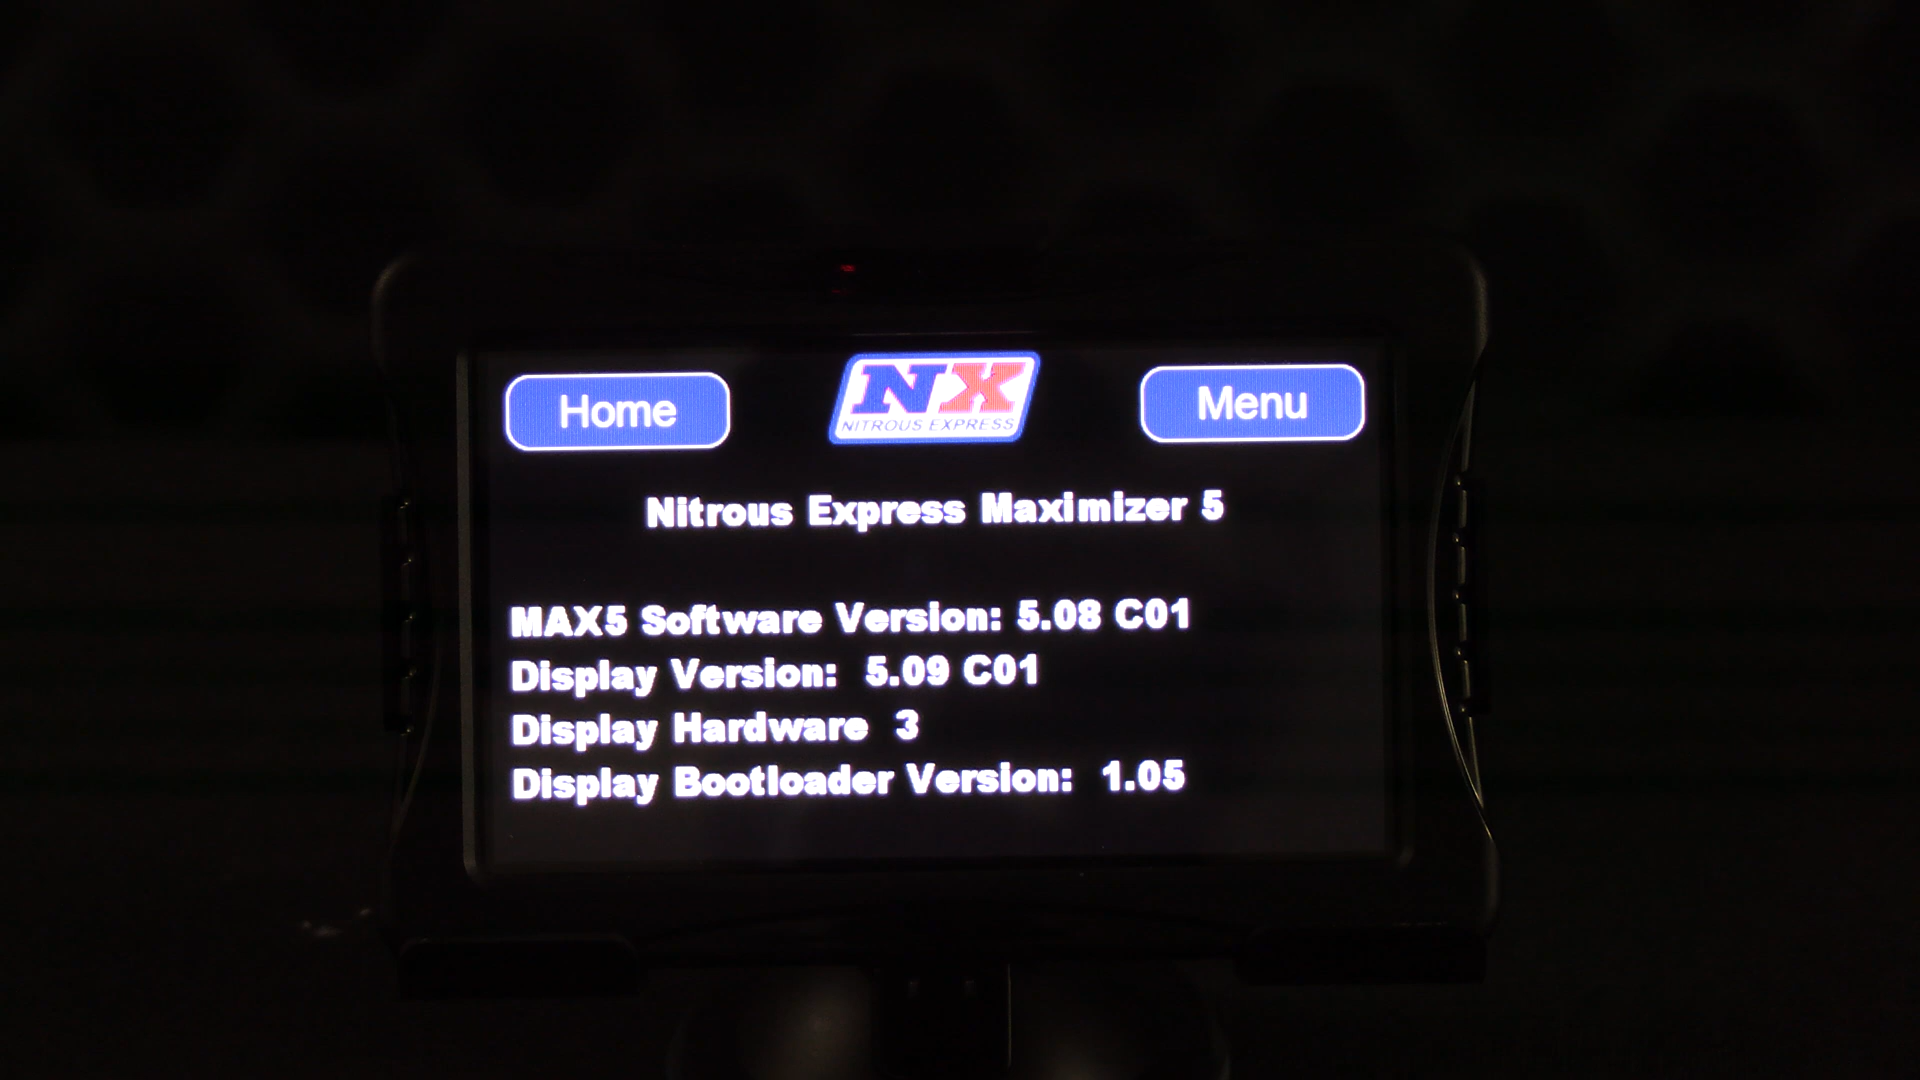 Home
NX
NITROUS EXPRESS
Menu
Nitrous Express Maximizer 5
MAX5 Software Version: 5.08 C01
Display Version: 5.09 C01
Display Hardware 3
Display Bootloader Version: 1.05